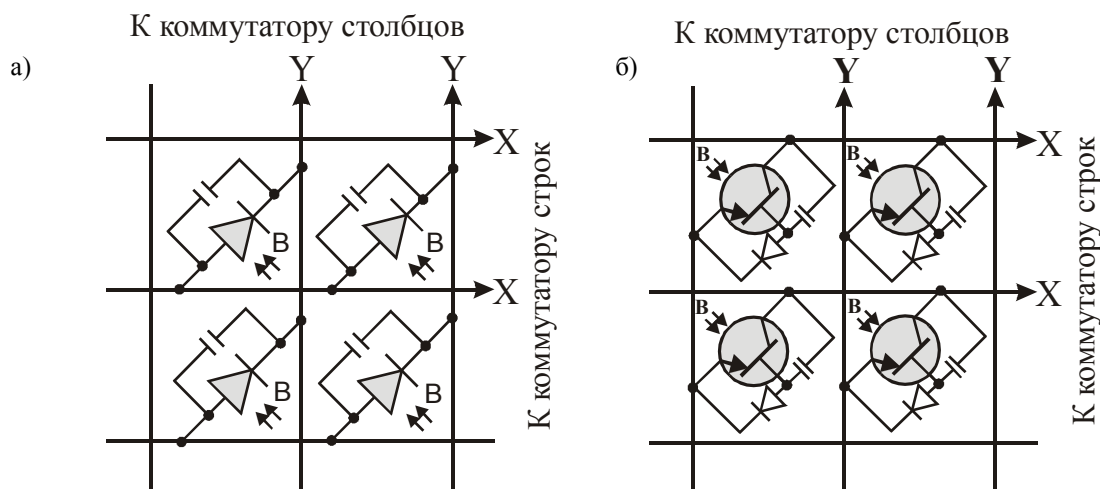 К коммутатору столбцов
а)
Y Y
X
B B
X
B B
К коммутатору строк
К коммутатору столбцов
б)
Y Y
X
B B
X
B B
К коммутатору строк